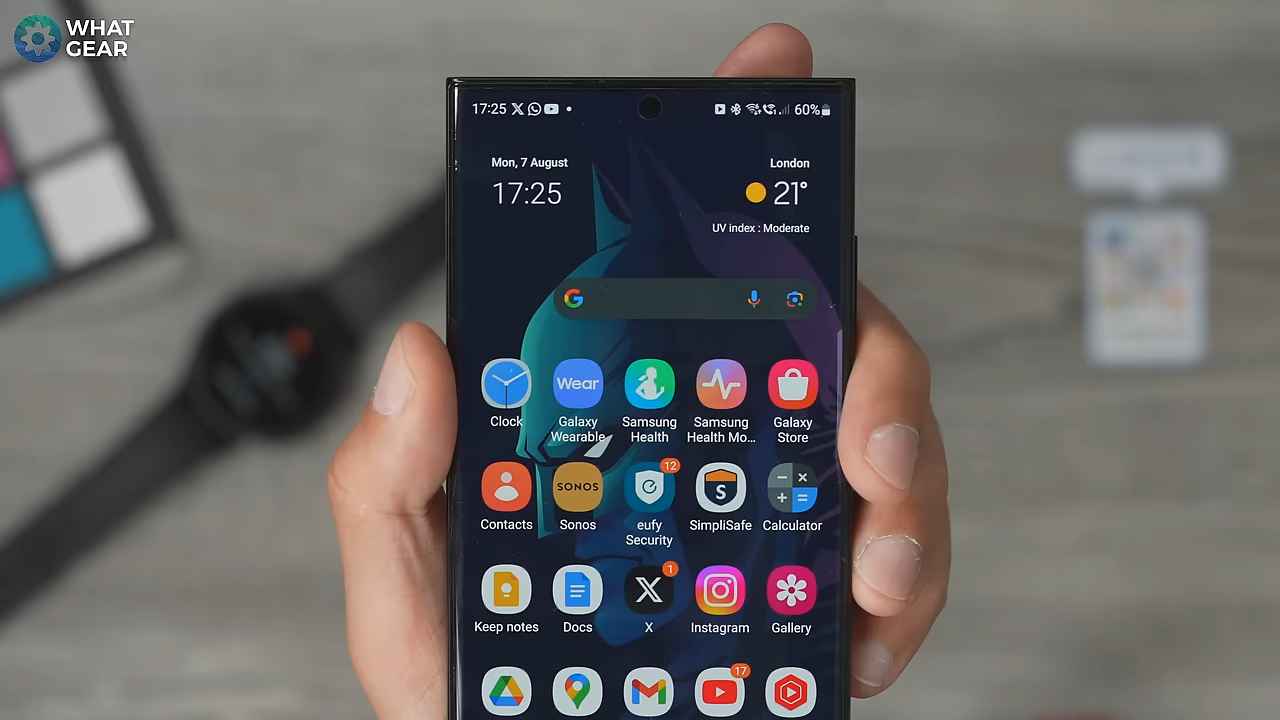 WHAT
GEAR
17:25
60%
Mon, 7 August
17:25
London
21°
UV index : Moderate
Clock
Wear
Galaxy
Wearable
Samsung
Health
Samsung
Health Mo...
Galaxy
Store
Contacts
SONOS
Sonos
12
eufy
Security
S
SimpliSafe
Calculator
Keep notes
Docs
1
X
Instagram
Gallery
17